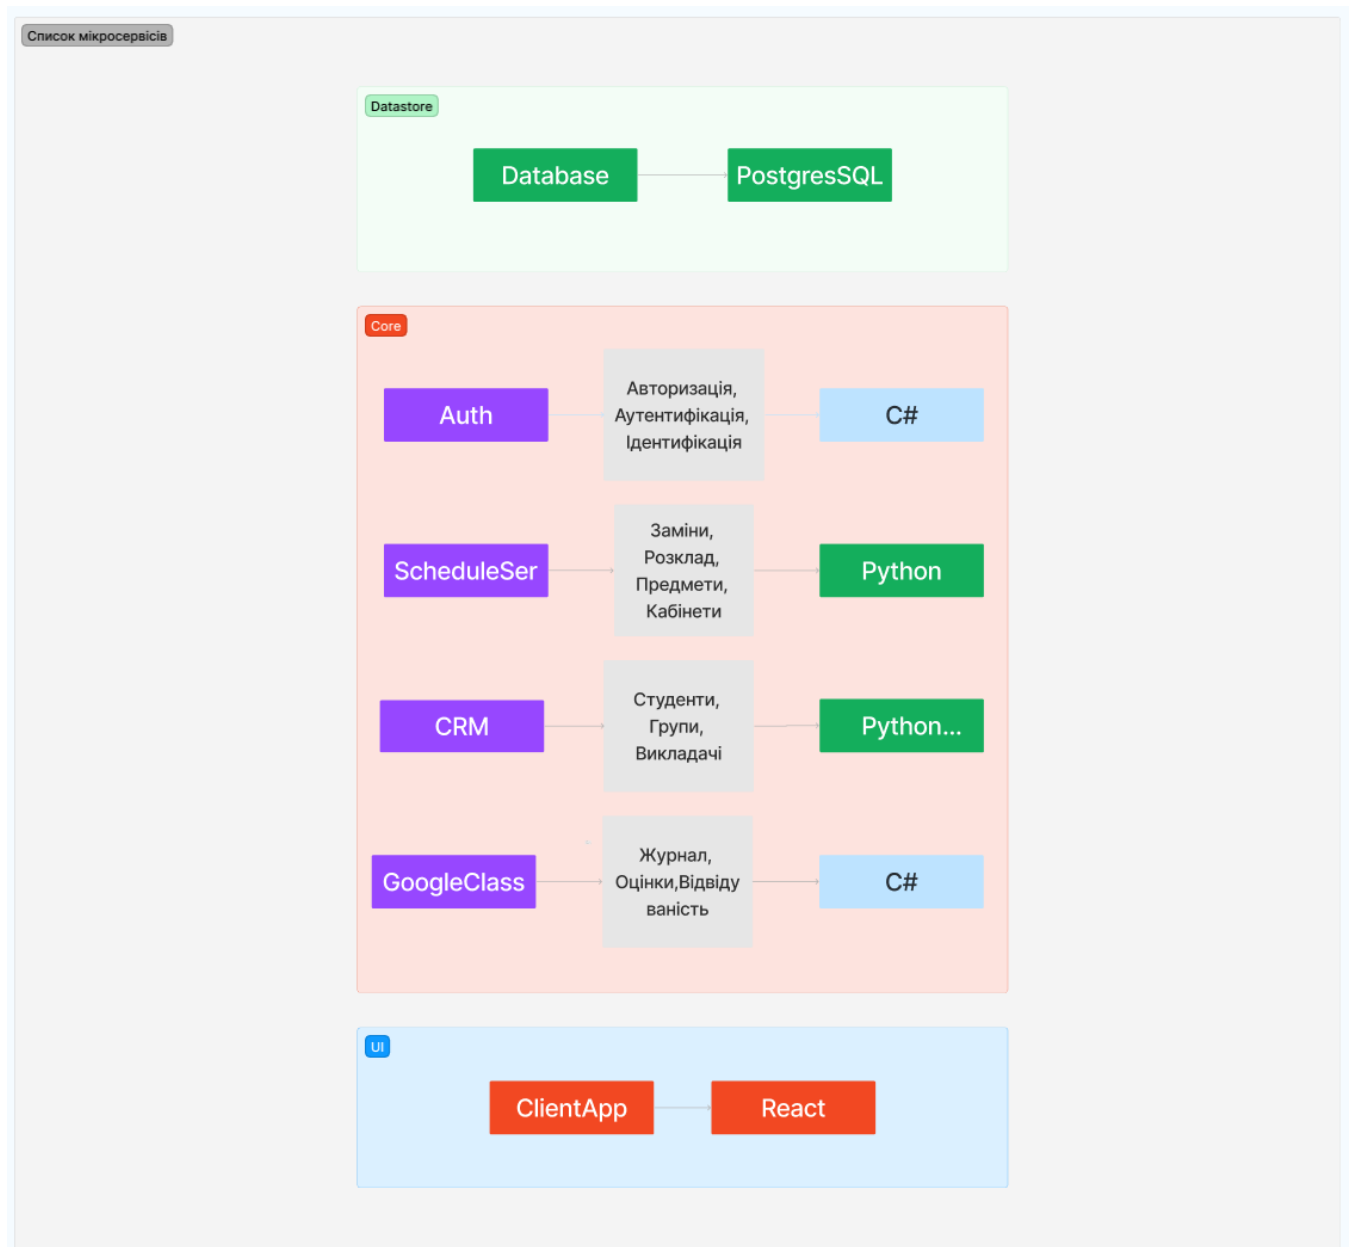 Список мікросервісів
Datastore
Database
PostgresSQL
Core
Auth
Авторизація,
Аутентифікація,
Ідентифікація
C#
ScheduleSer
Заміни,
Розклад,
Предмети,
Кабінети
Python
CRM
Студенти,
Групи,
Викладачі
Python...
GoogleClass
Журнал,
Оцінки,Відвіду
ваність
C#
UI
ClientApp
React